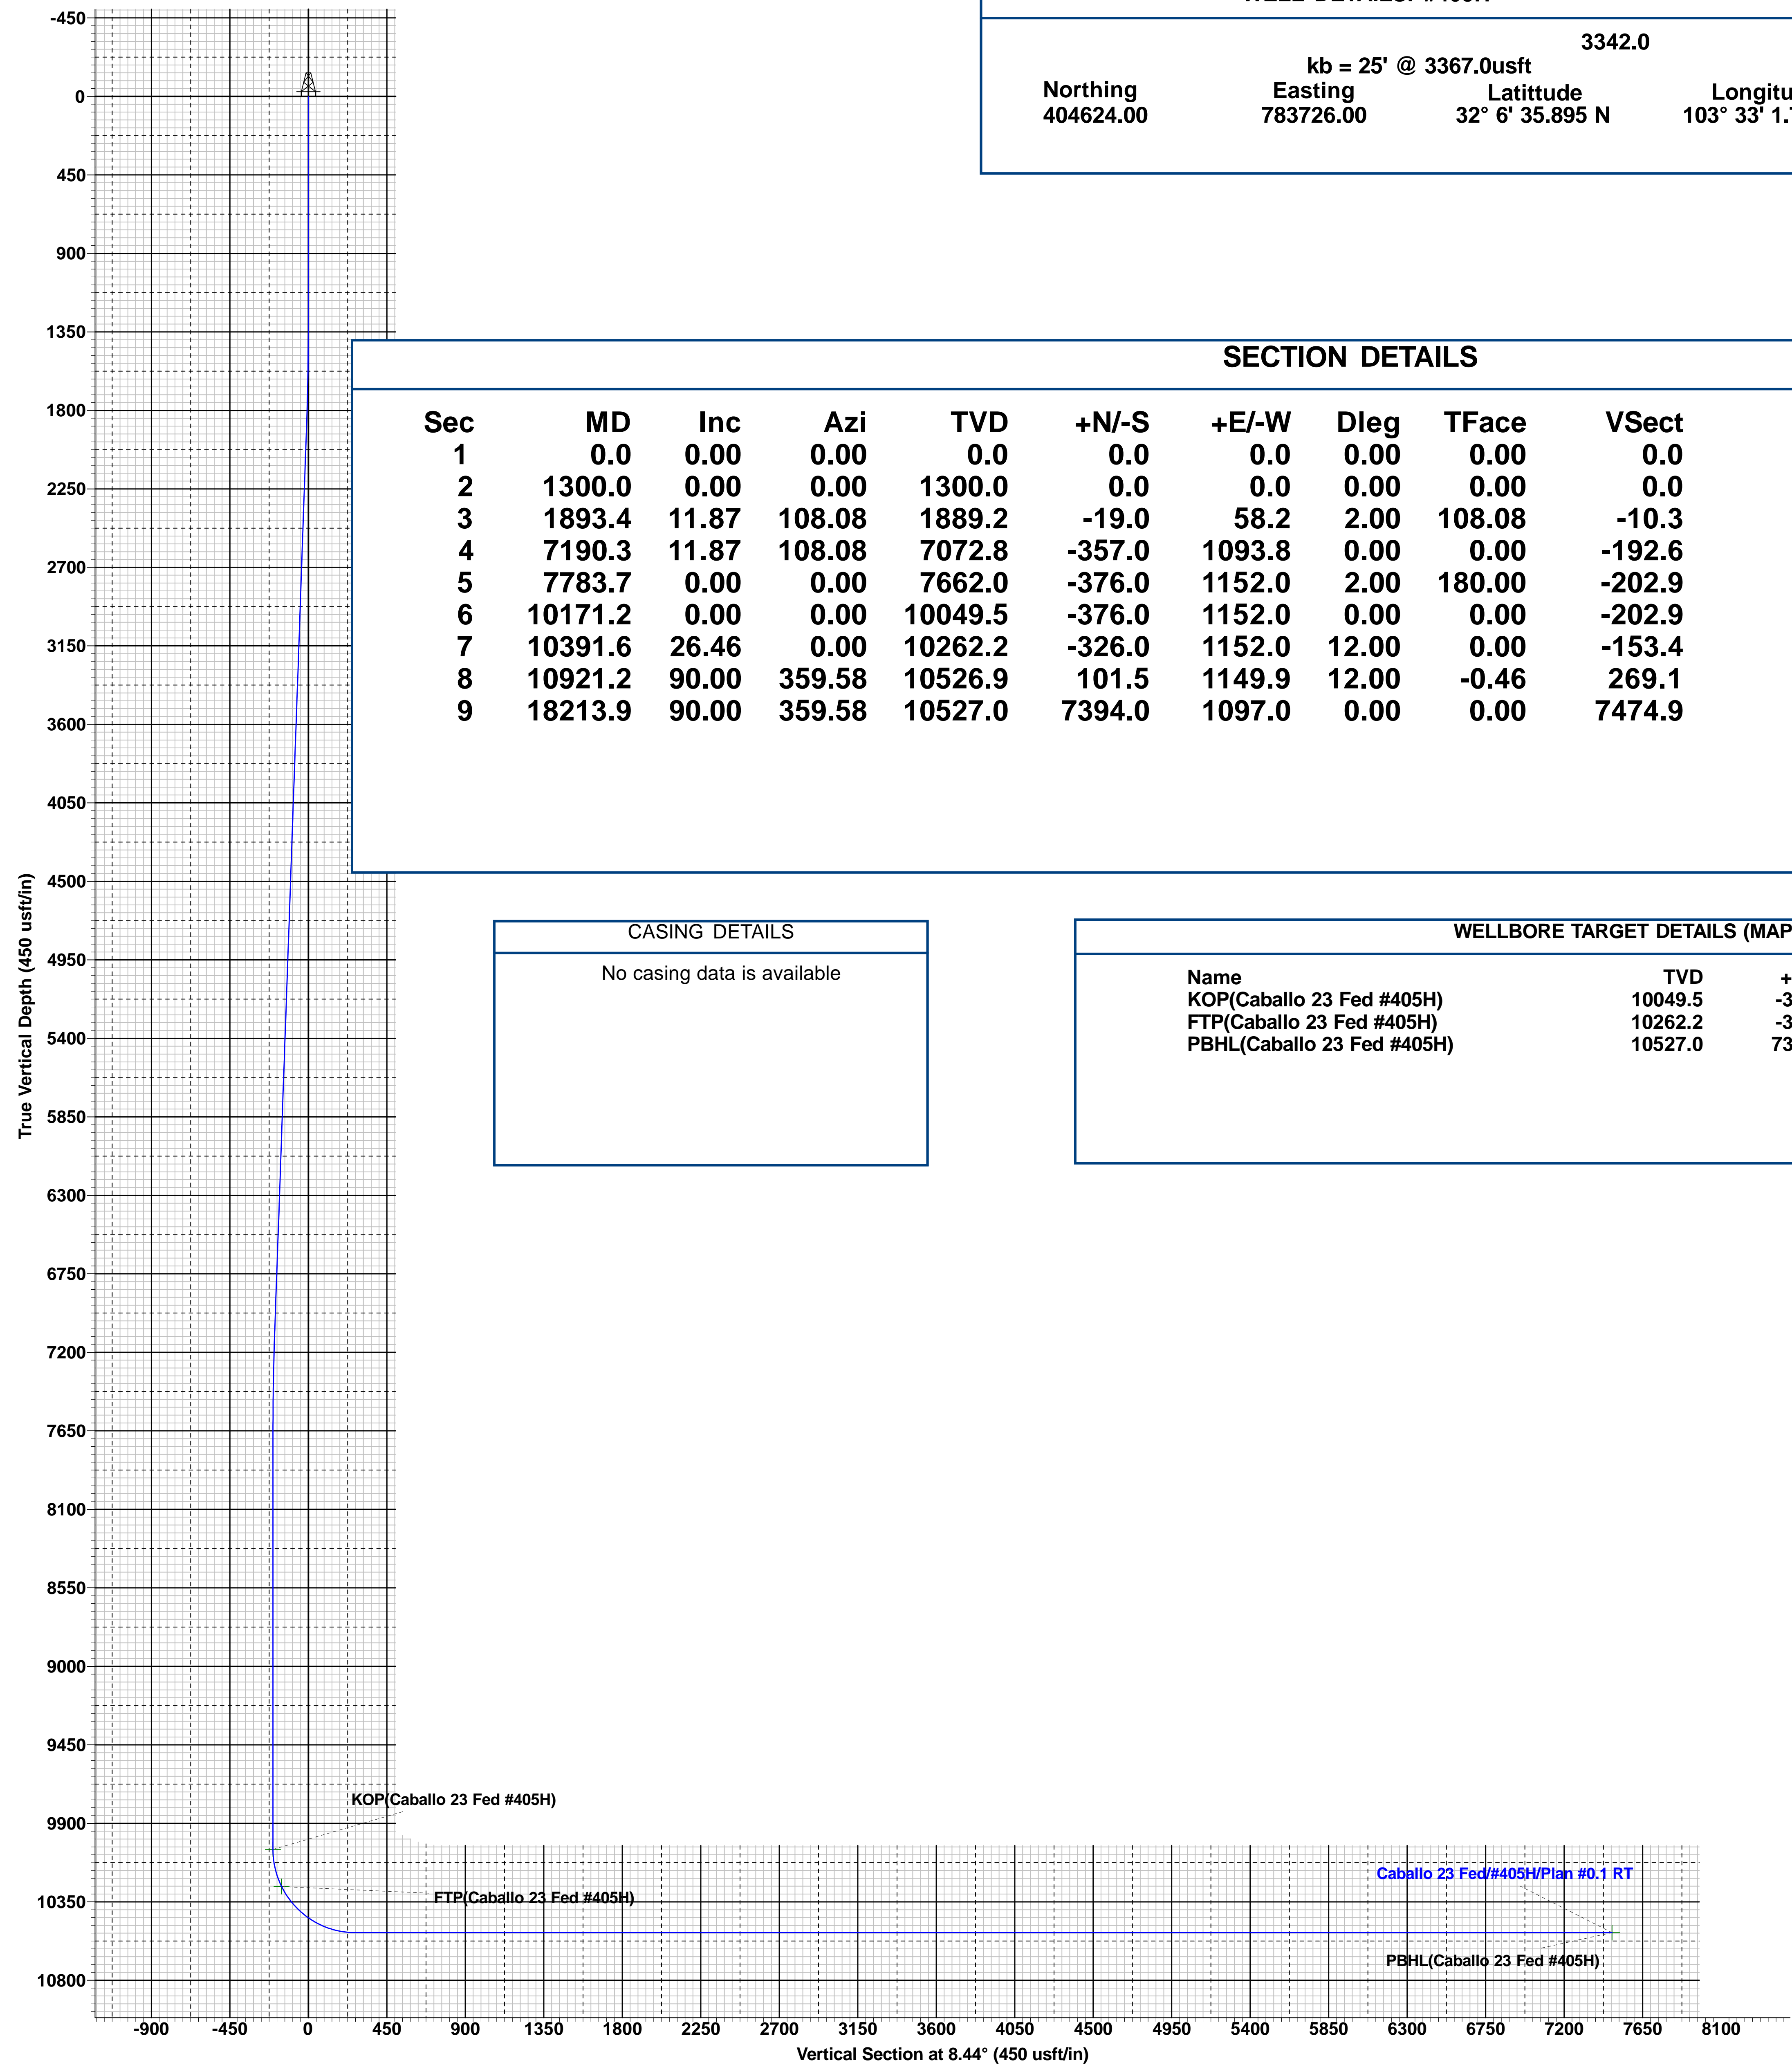 3342.0
kb = 25' @ 3367.0usft
Northing Easting Latittude
404624.00 783726.00 32° 6' 35.895 N 103° 33'
SECTION DETAILS
Sec MD Inc Azi TVD +N/-S +E/-W Dleg TFace VSect
1 0.0 0.00 0.00 0.0 0.0 0.0 0.00 0.00 0.0
2 1300.0 0.00 0.00 1300.0 0.0 0.0 0.00 0.00 0.0
3 1893.4 11.87 108.08 1889.2 -19.0 58.2 2.00 108.08 -10.3
4 7190.3 11.87 108.08 7072.8 -357.0 1093.8 0.00 0.00 -192.6
5 7783.7 0.00 0.00 7662.0 -376.0 1152.0 2.00 180.00 -202.9
6 10171.2 0.00 0.00 10049.5 -376.0 1152.0 0.00 0.00 -202.9
7 10391.6 26.46 0.00 10262.2 -326.0 1152.0 12.00 0.00 -153.4
8 10921.2 90.00 359.58 10526.9 101.5 1149.9 12.00 -0.46 269.1
9 18213.9 90.00 359.58 10527.0 7394.0 1097.0 0.00 0.00 7474.9
CASING DETAILS
No casing data is available
WELLBORE TARGET DETAILS (MAP
Name TVD
KOP(Caballo 23 Fed #405H) 10049.5
FTP(Caballo 23 Fed #405H) 10262.2
PBHL(Caballo 23 Fed #405H) 10527.0
True Vertical Depth (450 usft/in)
-450
0
450
900
1350
1800
2250
2700
3150
3600
4050
4500
4950
5400
5850
6300
6750
7200
7650
8100
8550
9000
9450
9900
10350
10800
KOP(Caballo 23 Fed #405H)
FTP(Caballo 23 Fed #405H)
Caballo 23 Fed/#405H/Plan #0.1 RT
PBHL(Caballo 23 Fed #405H)
-900 -450 0 450 900 1350 1800 2250 2700 3150 3600 4050 4500 4950 5400 5850 6300 6750 7200 7650 8100
Vertical Section at 8.44° (450 usft/in)